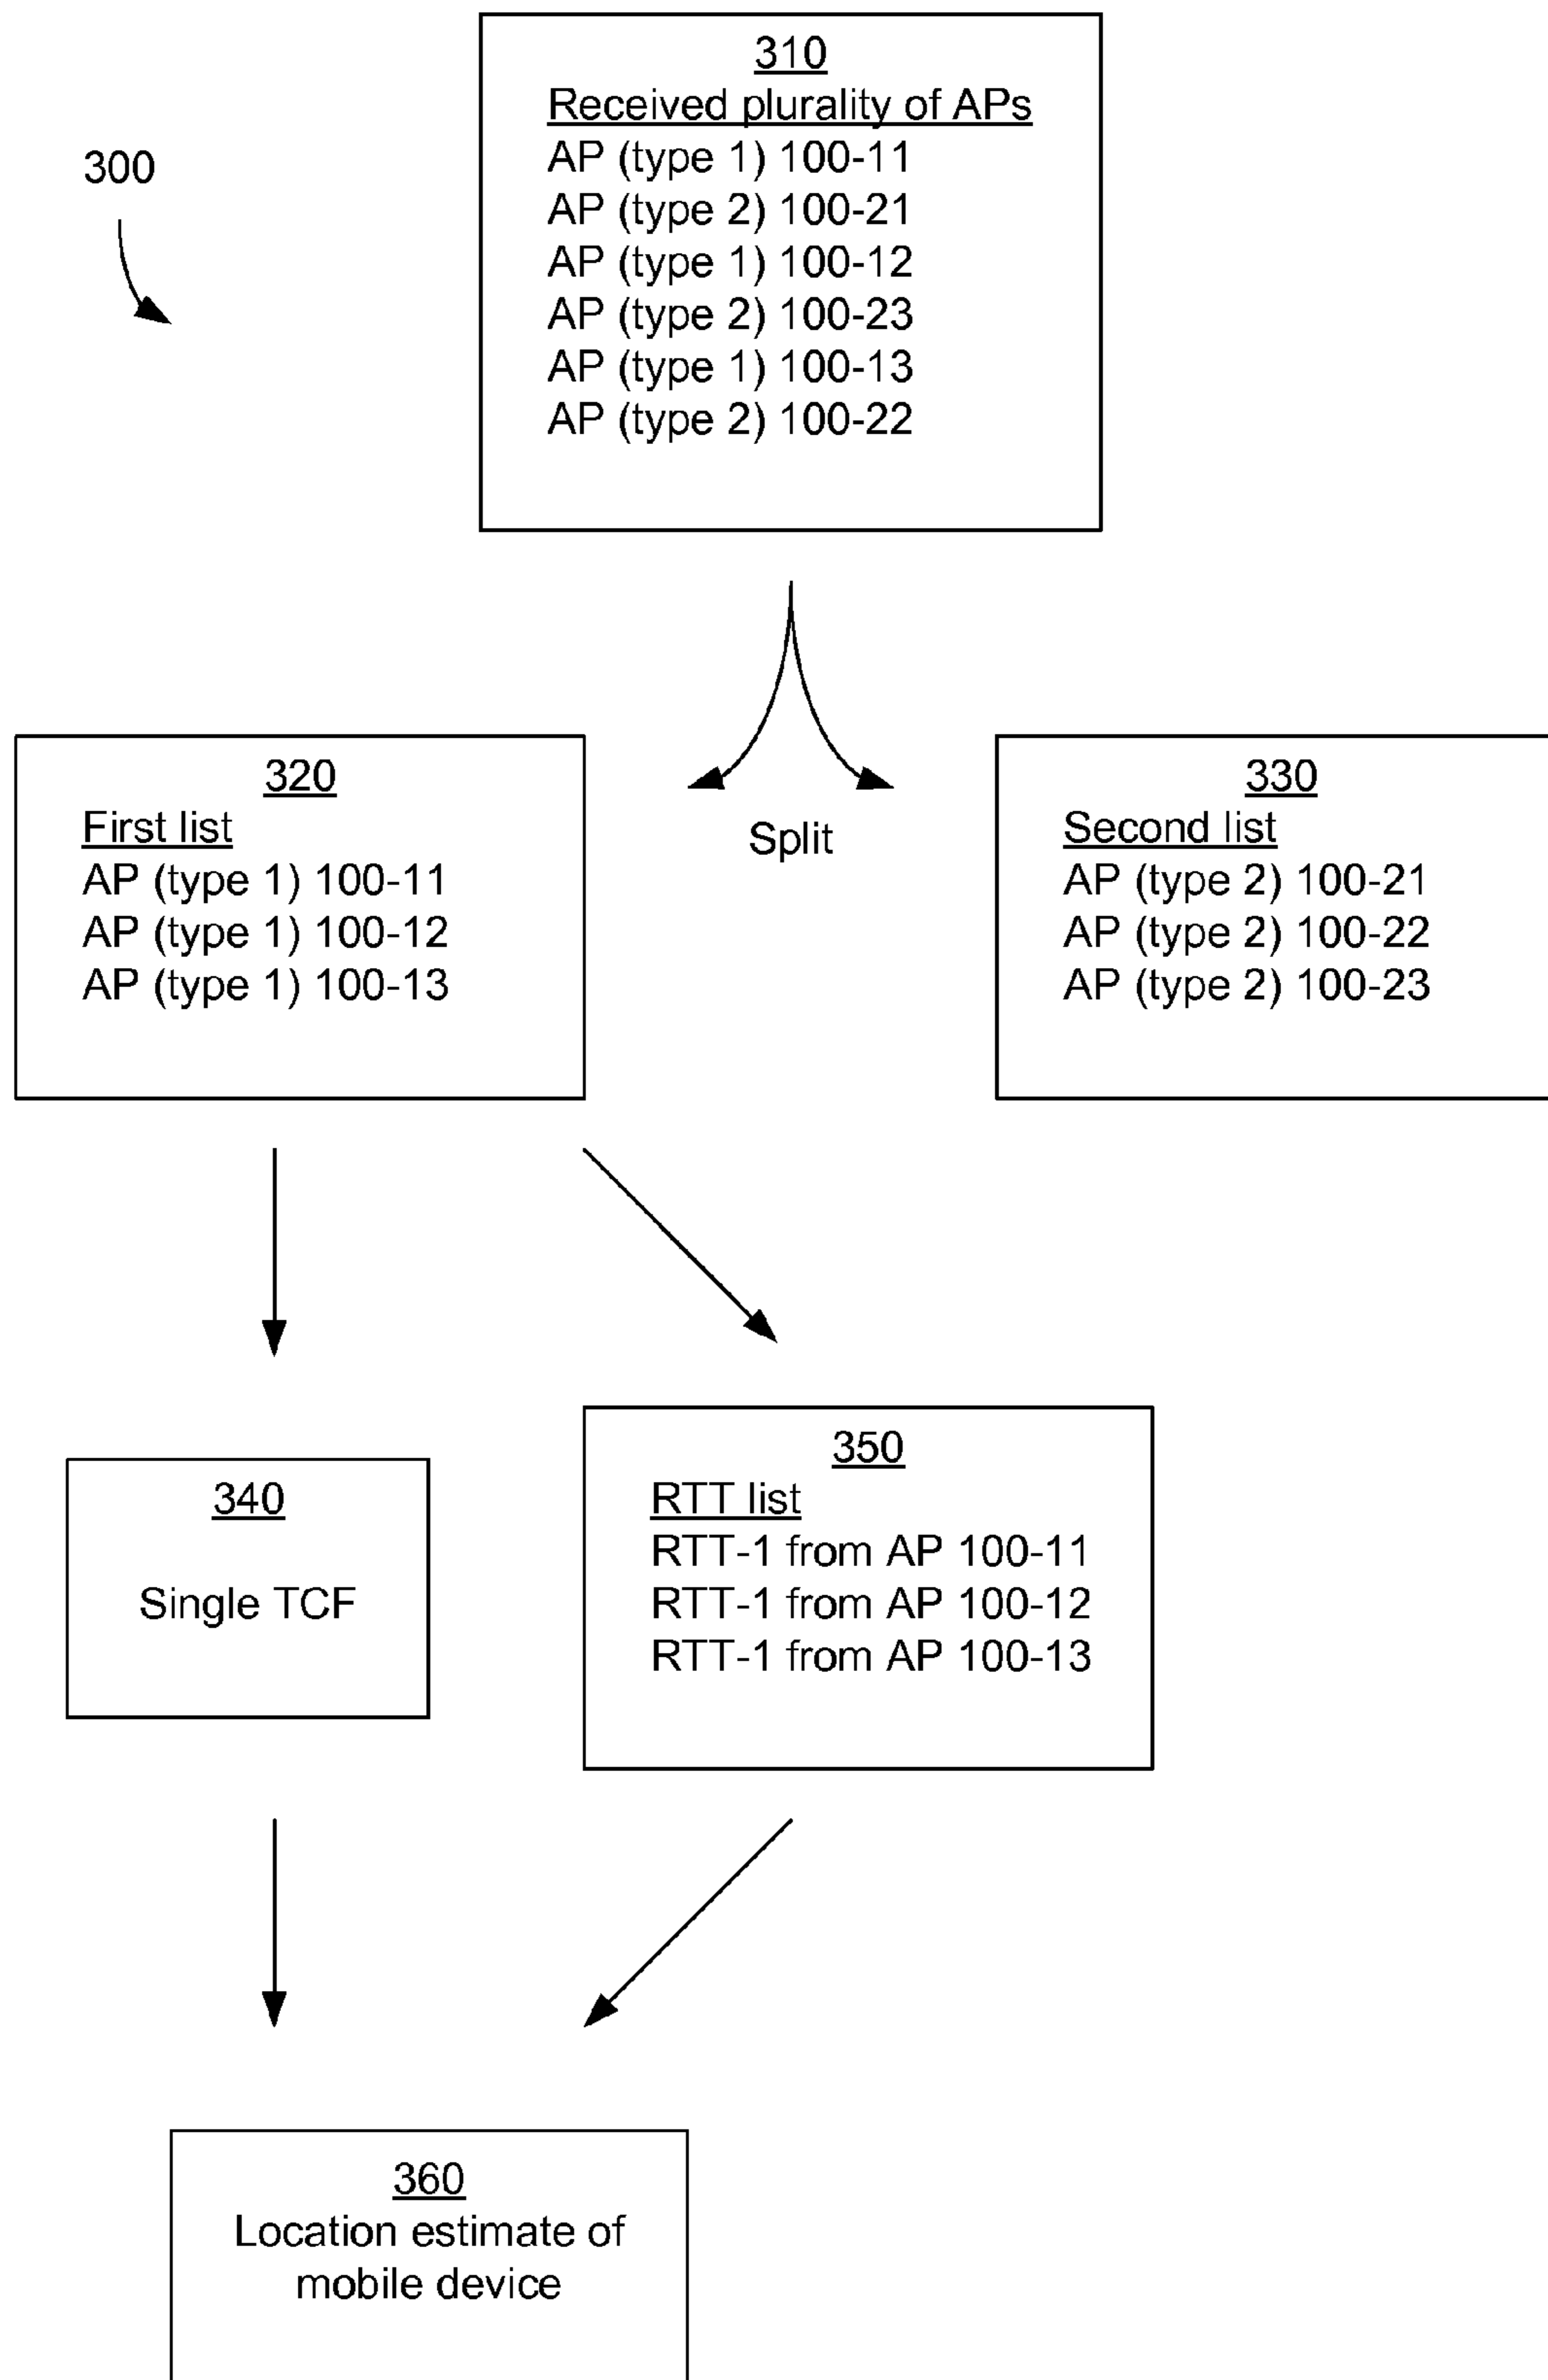 310
Received plurality of APs
AP (type 1) 100-11
AP (type 2) 100-21
AP (type 1) 100-12
AP (type 2) 100-23
AP (type 1) 100-13
AP (type 2) 100-22
300
320
First list
AP (type 1) 100-11
AP (type 1) 100-12
AP (type 1) 100-13
Split
330
Second list
AP (type 2) 100-21
AP (type 2) 100-22
AP (type 2) 100-23
340
Single TCF
350
RTT list
RTT-1 from AP 100-11
RTT-1 from AP 100-12
RTT-1 from AP 100-13
360
Location estimate of
mobile device